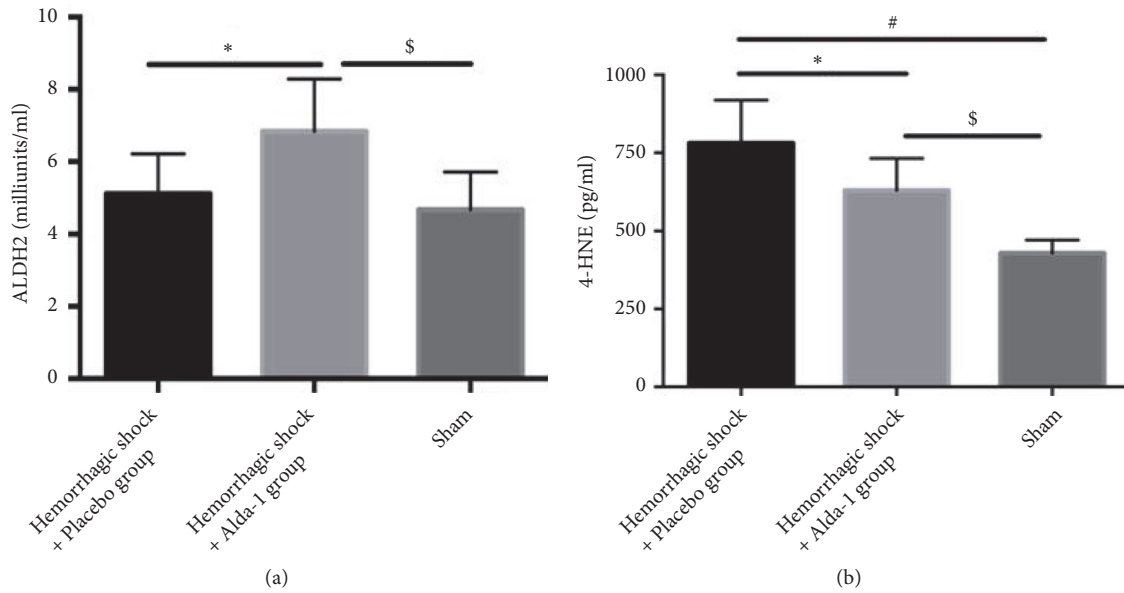 10
8
6
4
2
0
ALDH2 (milliunits/ml)
*
$
Hemorrhagic shock
+ Placebo group
Hemorrhagic shock
+ Alda-1 group
Sham
(a)
1000
750
500
250
0
4-HNE (pg/ml)
#
*
$
Hemorrhagic shock
+ Placebo group
Hemorrhagic shock
+ Alda-1 group
Sham
(b)